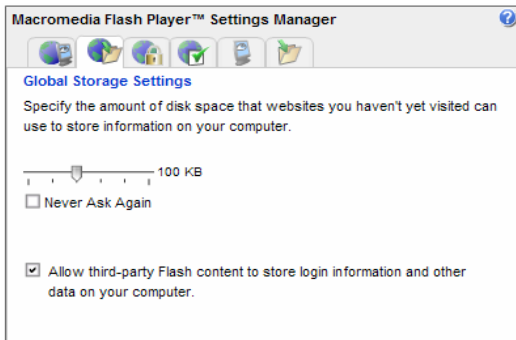 Macromedia Flash Player™ Settings Manager
Global Storage Settings
Specify the amount of disk space that websites you haven't yet visited can
use to store information on your computer.
100 KB
Never Ask Again
Allow third-party Flash content to store login information and other
data on your computer.